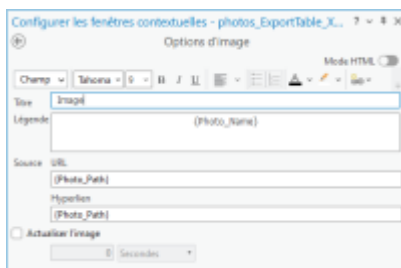 Configurer les fenêtres contextuelles - photos_ExportTable_X...
Options d'image
Mode HTML
Champ Tahoma 9 B I U A
Titre Image
Légende {Photo_Name}
Source URL
{Photo_Path}
Hyperlien
{Photo_Path}
Actualiser l'image
0 Secondes